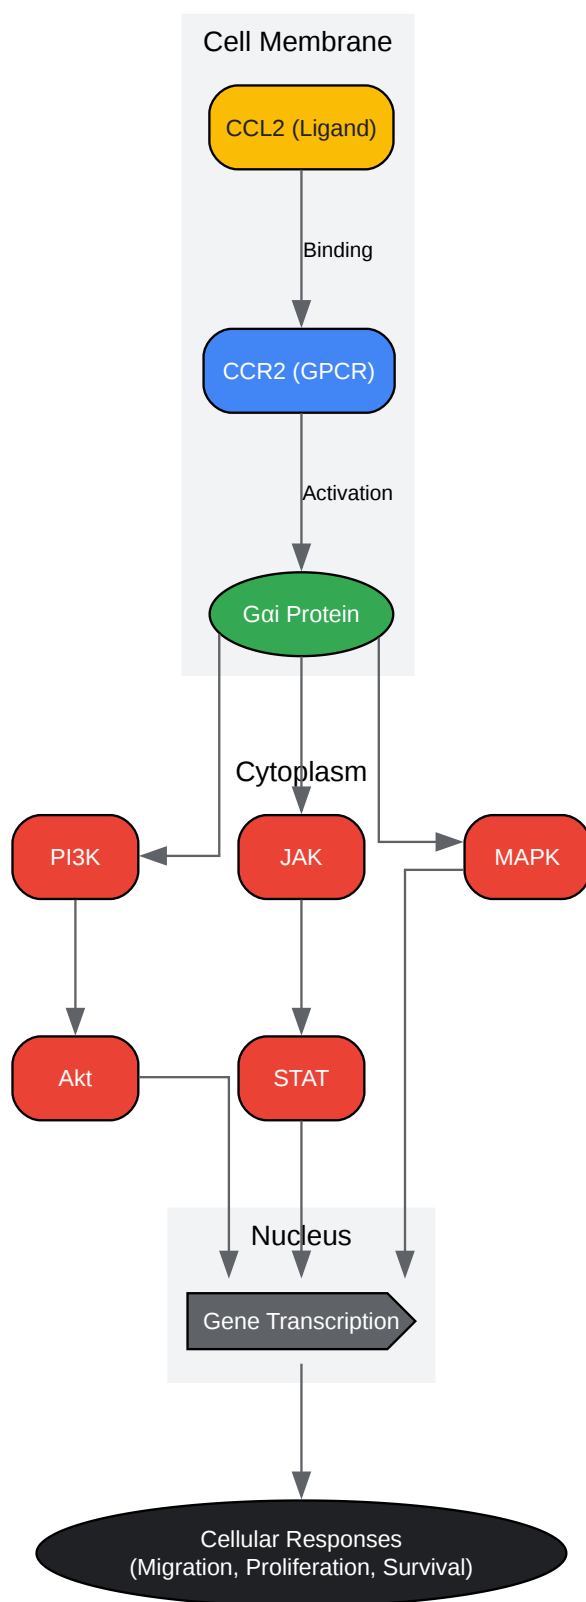 Cell Membrane
CCL2 (Ligand)
Binding
CCR2 (GPCR)
Activation
Gαi Protein
Cytoplasm
PI3K
JAK
MAPK
Akt
STAT
Nucleus
Gene Transcription
Cellular Responses
(Migration, Proliferation, Survival)